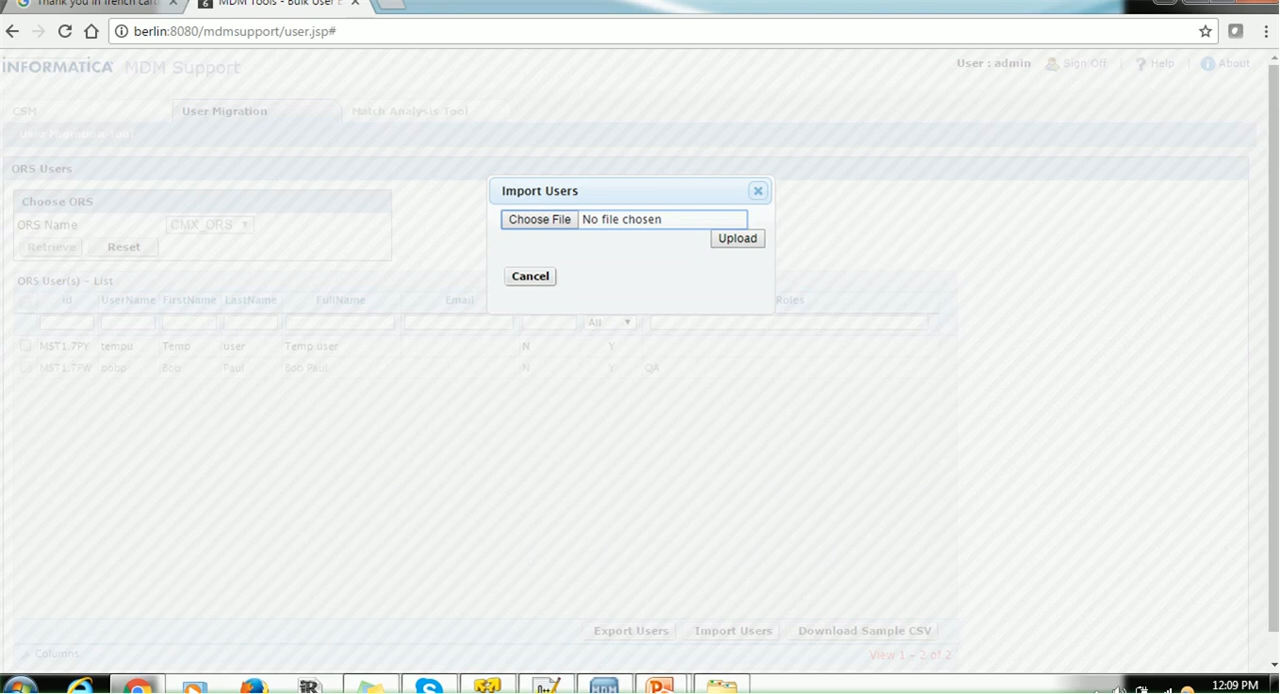 Thank you in french can
MDM Tools - Bulk User E
berlin:8080/mdmsupport/user.jsp#
INFORMATICA MDM Support
User : admin Sign Off | ? Help | About
CSM User Migration Match Analysis Tool
User Migration Tool
ORS Users
Choose ORS
ORS Name CMX_ORS
Retrieve Reset
Import Users
Choose File No file chosen
Upload
Cancel
ORS User(s) - List
Id UserName FirstName LastName FullName Email Roles
All
MST1.7PY tempu Temp user Temp user N Y
MST1.7PW bobp Bob Paul Bob Paul N Y QA
Export Users Import Users Download Sample CSV
Columns View 1 - 2 of 2
12:09 PM